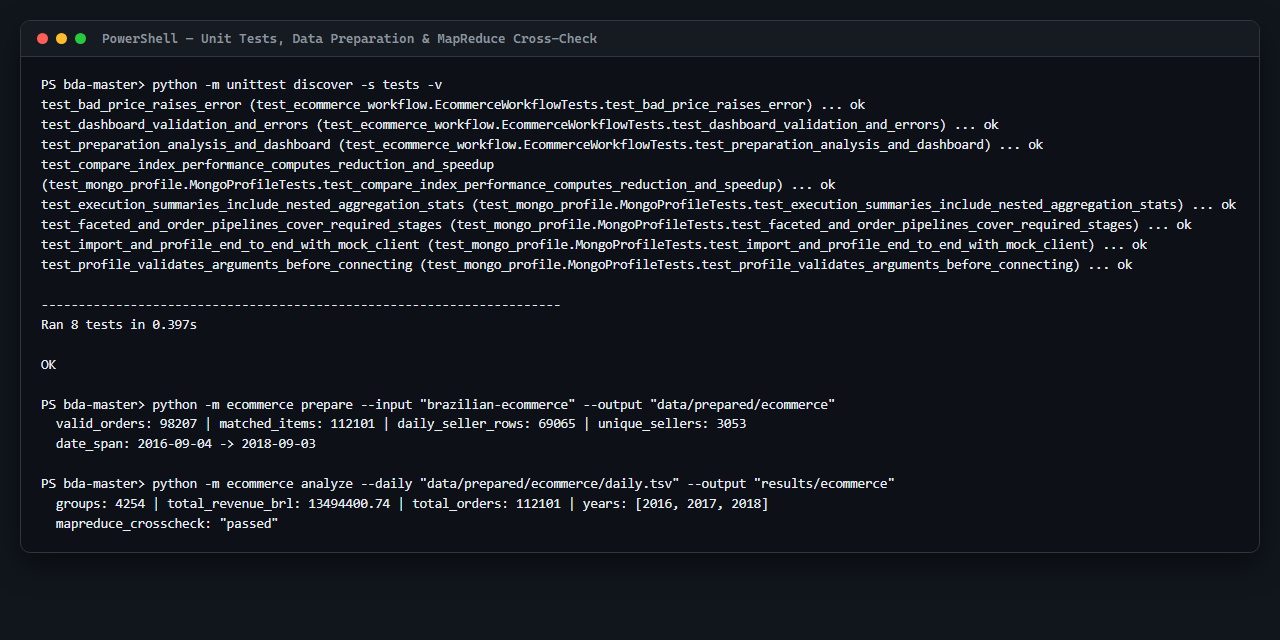 PowerShell — Unit Tests, Data Preparation & MapReduce Cross-Check
PS bda-master> python -m unittest discover -s tests -v
test_bad_price_raises_error (test_ecommerce_workflow.EcommerceWorkflowTests.test_bad_price_raises_error) ... ok
test_dashboard_validation_and_errors (test_ecommerce_workflow.EcommerceWorkflowTests.test_dashboard_validation_and_errors) ... ok
test_preparation_analysis_and_dashboard (test_ecommerce_workflow.EcommerceWorkflowTests.test_preparation_analysis_and_dashboard) ... ok
test_compare_index_performance_computes_reduction_and_speedup
(test_mongo_profile.MongoProfileTests.test_compare_index_performance_computes_reduction_and_speedup) ... ok
test_execution_summaries_include_nested_aggregation_stats (test_mongo_profile.MongoProfileTests.test_execution_summaries_include_nested_aggregation_stats) ... ok
test_faceted_and_order_pipelines_cover_required_stages (test_mongo_profile.MongoProfileTests.test_faceted_and_order_pipelines_cover_required_stages) ... ok
test_import_and_profile_end_to_end_with_mock_client (test_mongo_profile.MongoProfileTests.test_import_and_profile_end_to_end_with_mock_client) ... ok
test_profile_validates_arguments_before_connecting (test_mongo_profile.MongoProfileTests.test_profile_validates_arguments_before_connecting) ... ok
----------------------------------------------------------------------
Ran 8 tests in 0.397s
OK
PS bda-master> python -m ecommerce prepare --input "brazilian-ecommerce" --output "data/prepared/ecommerce"
valid_orders: 98207 | matched_items: 112101 | daily_seller_rows: 69065 | unique_sellers: 3053
date_span: 2016-09-04 -> 2018-09-03
PS bda-master> python -m ecommerce analyze --daily "data/prepared/ecommerce/daily.tsv" --output "results/ecommerce"
groups: 4254 | total_revenue_brl: 13494400.74 | total_orders: 112101 | years: [2016, 2017, 2018]
mapreduce_crosscheck: "passed"